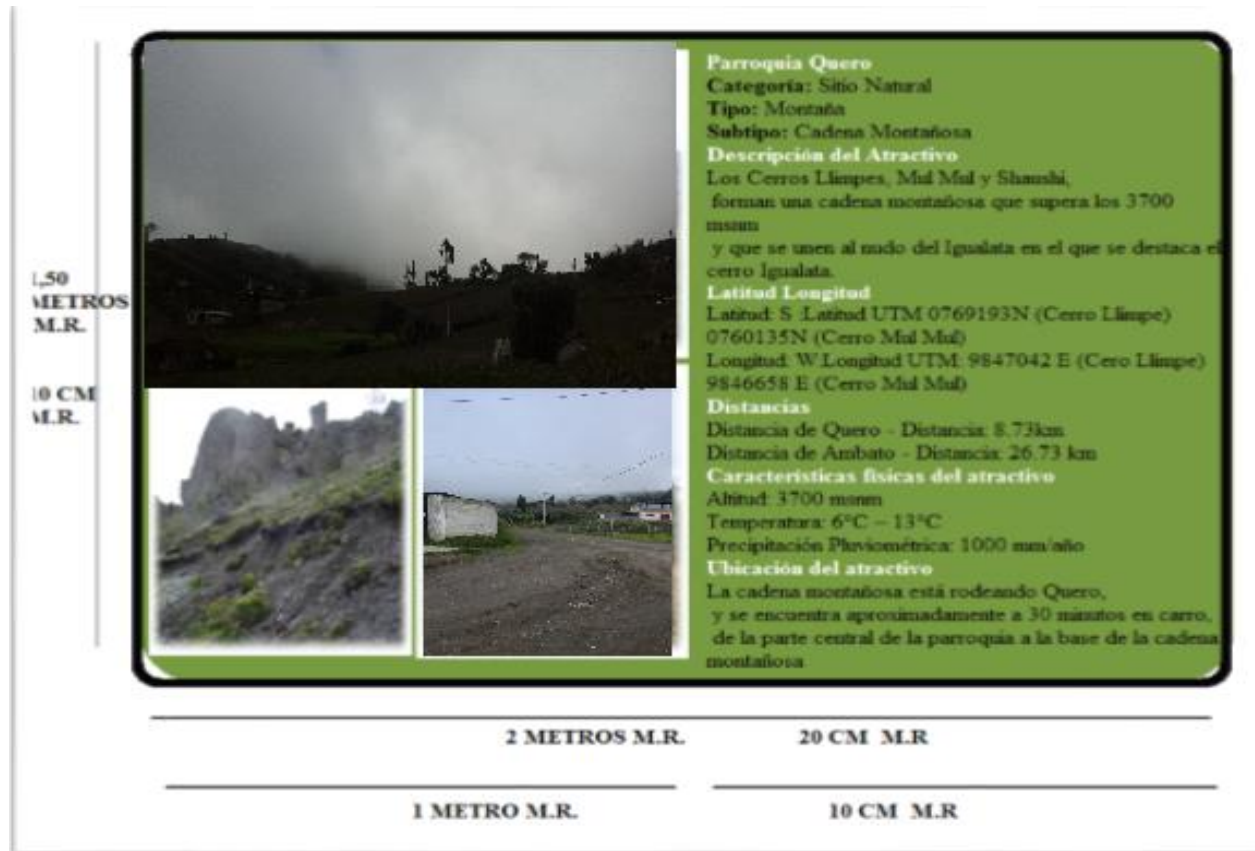 Parroquia Quero
Categoría: Sitio Natural
Tipo: Montaña
Subtipo: Cadena Montañosa
Descripción del Atractivo
Los Cerros Llimpes, Mul Mul y Shaushi,
forman una cadena montañosa que supera los 3700
msnm
y que se unen al nudo del Igualata en el que se destaca el
cerro Igualata.
Latitud Longitud
Latitud: S :Latitud UTM 0769193N (Cerro Llimpe)
0760135N (Cerro Mul Mul)
Longitud: W.Longitud UTM: 9847042 E (Cero Llimpe)
9846658 E (Cerro Mul Mul)
Distancias
Distancia de Quero - Distancia: 8.73km
Distancia de Ambato - Distancia: 26.73 km
Características físicas del atractivo
Altitud: 3700 msnm
Temperatura: 6°C – 13°C
Precipitación Pluviométrica: 1000 mm/año
Ubicación del atractivo
La cadena montañosa está rodeando Quero,
y se encuentra aproximadamente a 30 minutos en carro,
de la parte central de la parroquia a la base de la cadena
montañosa
1,50
METROS
M.R.
10 CM
M.R.
2 METROS M.R. 20 CM M.R
1 METRO M.R. 10 CM M.R